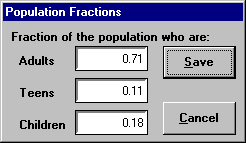 Population Fractions
Fraction of the population who are:
Adults 0.71
Save
Teens 0.11
Children 0.18
Cancel